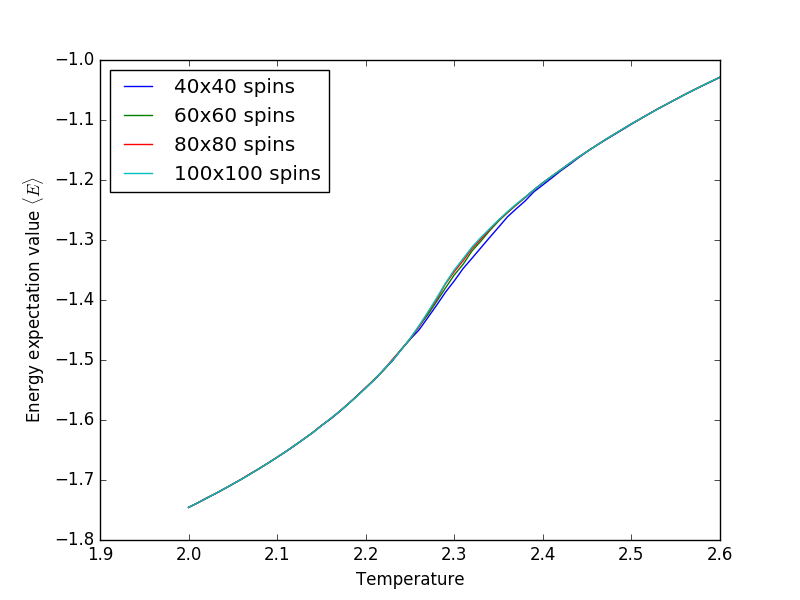 −1.0
−1.1
−1.2
−1.3
−1.4
−1.5
−1.6
−1.7
−1.8
Energy expectation value ⟨E⟩
40x40 spins
60x60 spins
80x80 spins
100x100 spins
1.9 2.0 2.1 2.2 2.3 2.4 2.5 2.6
Temperature